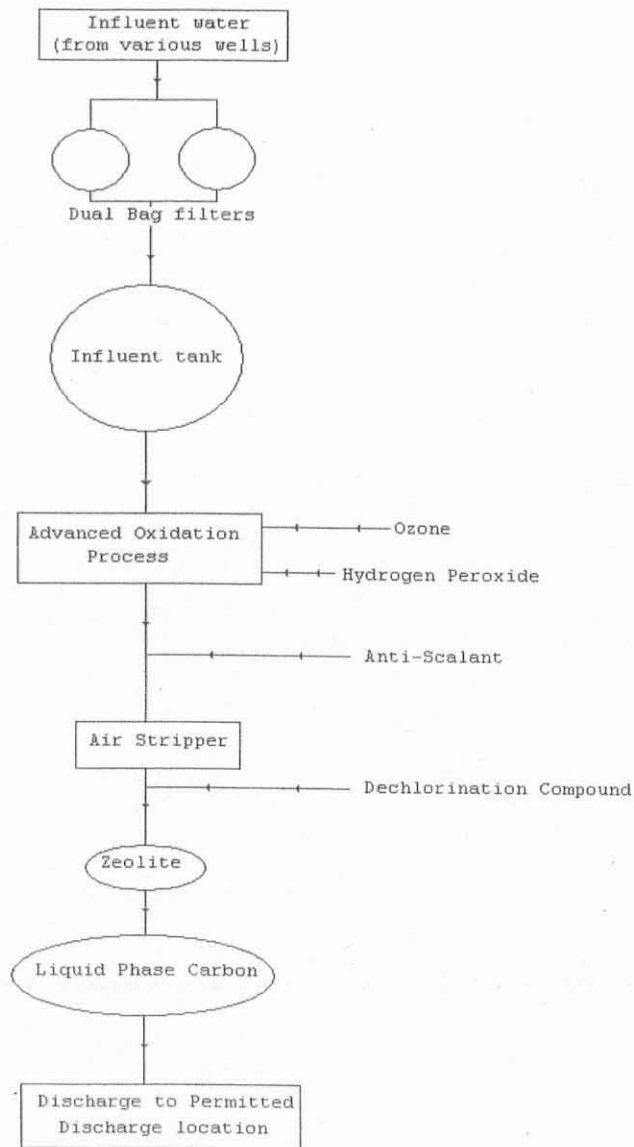 Influent water
(from various wells)
Dual Bag filters
Influent tank
Advanced Oxidation
Process
Ozone
Hydrogen Peroxide
Anti-Scalant
Air Stripper
Dechlorination Compound
Zeolite
Liquid Phase Carbon
Discharge to Permitted
Discharge location